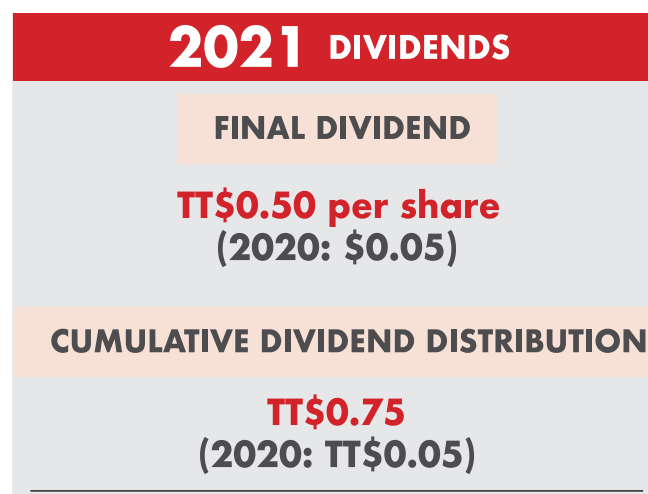 2021 DIVIDENDS
FINAL DIVIDEND
TT$0.50 per share
(2020: $0.05)
CUMULATIVE DIVIDEND DISTRIBUTION
TT$0.75
(2020: TT$0.05)